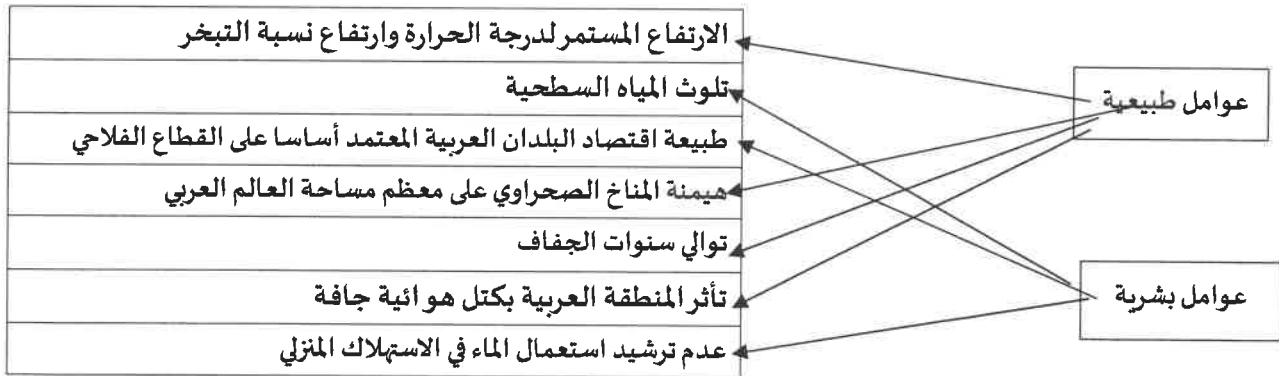 الارتفاع المستمر لدرجة الحرارة وارتفاع نسبة التبخر
عوامل طبيعية
تلوث المياه السطحية
طبيعة اقتصاد البلدان العربية المعتمد أساسا على القطاع الفلاحي
هيمنة المناخ الصحراوي على معظم مساحة العالم العربي
توالي سنوات الجفاف
عوامل بشرية
تأثر المنطقة العربية بكتل هوائية جافة
عدم ترشيد استعمال الماء في الاستهلاك المنزلي